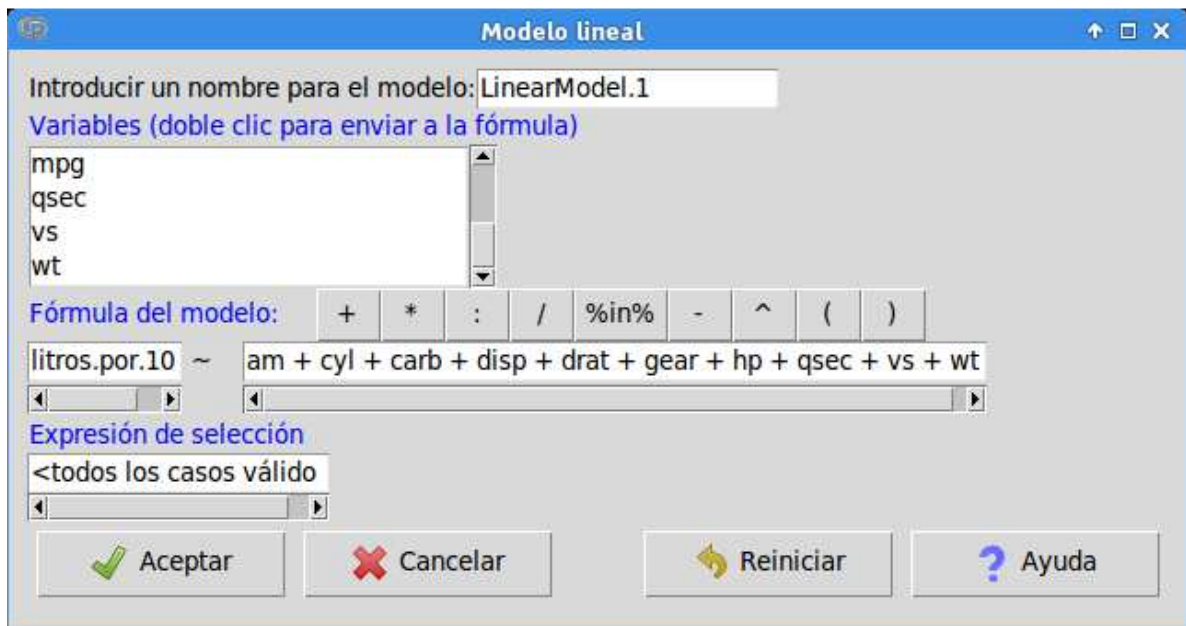 Modelo lineal
Introducir un nombre para el modelo: LinearModel.1
Variables (doble clic para enviar a la fórmula)
mpg
qsec
vs
wt
Fórmula del modelo: + * : / %in% - ^ ( )
litros.por.10 ~ am + cyl + carb + disp + drat + gear + hp + qsec + vs + wt
Expresión de selección
<todos los casos válido
Aceptar Cancelar Reiniciar ? Ayuda